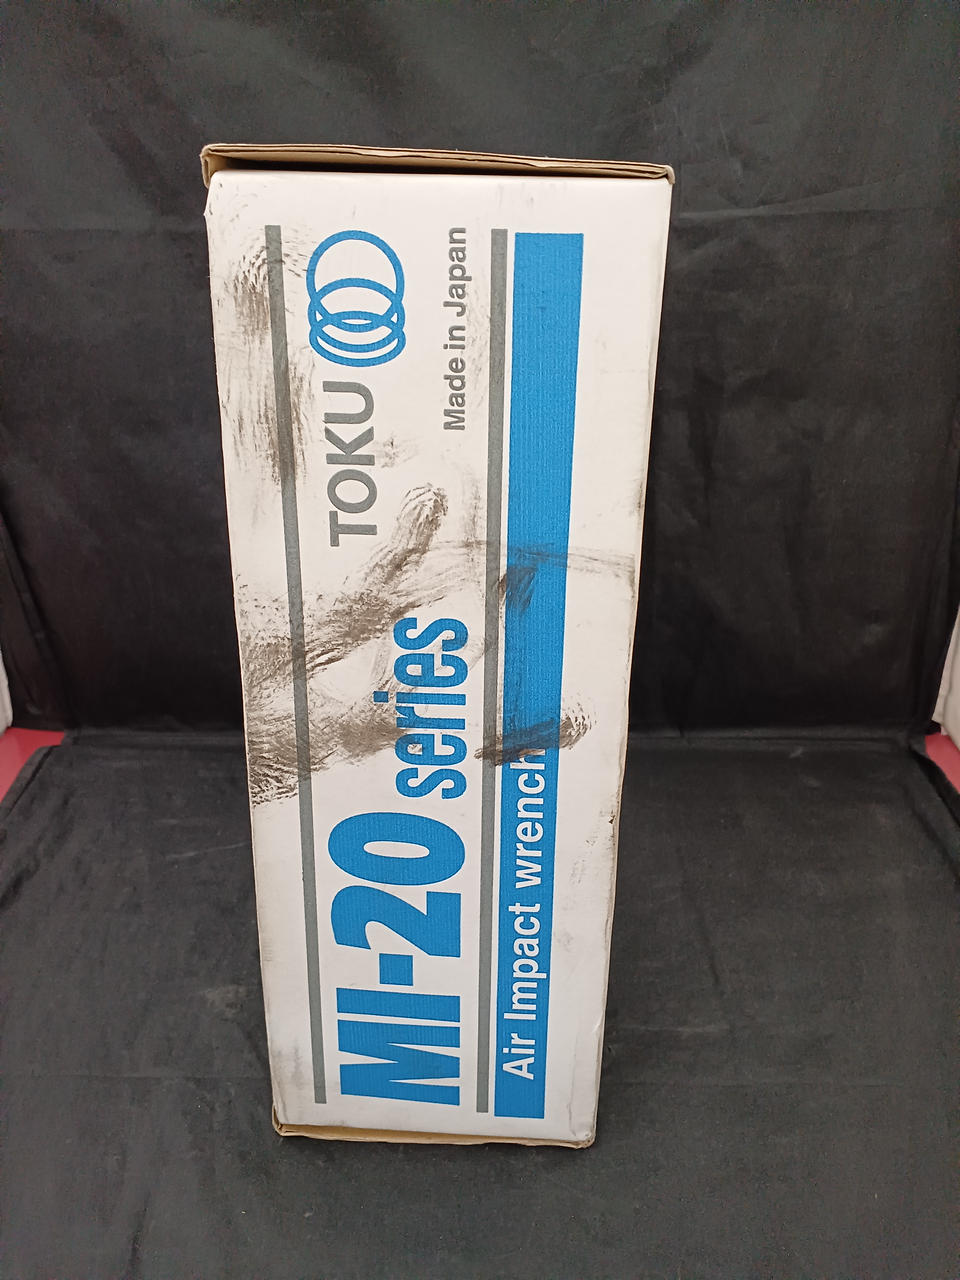 TOKU
Made in Japan
MI-20 series
Air Impact wrench